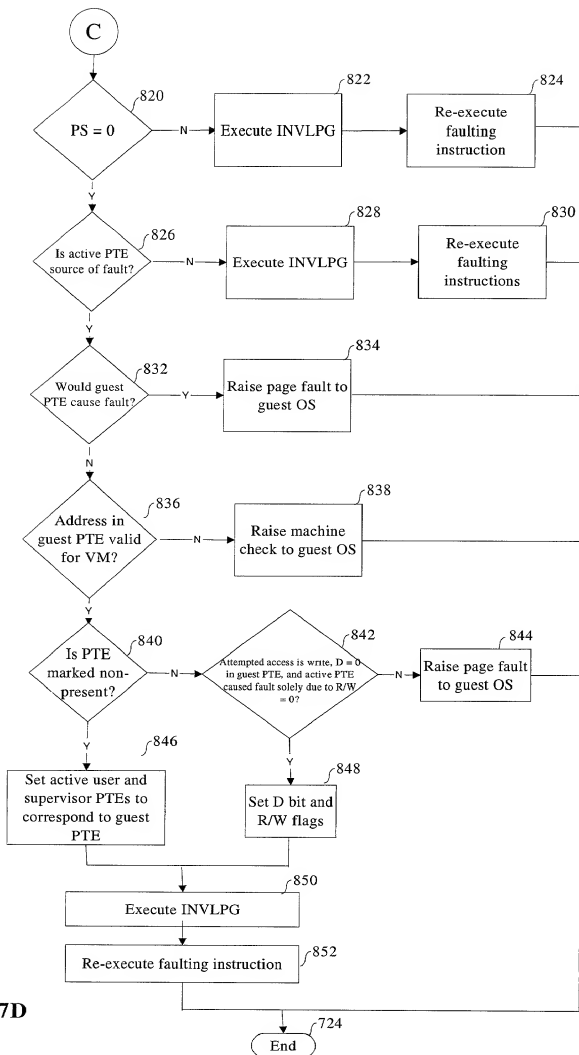 C
820
PS = 0
N
822
Execute INVLPG
824
Re-execute
faulting
instruction
Y
826
Is active PTE
source of fault?
N
828
Execute INVLPG
830
Re-execute
faulting
instructions
Y
832
Would guest
PTE cause fault?
Y
834
Raise page fault to
guest OS
N
836
Address in
guest PTE valid
for VM?
N
838
Raise machine
check to guest OS
Y
840
Is PTE
marked non-
present?
N
842
Attempted access is write, D = 0
in guest PTE, and active PTE
caused fault solely due to R/W
= 0?
N
844
Raise page fault
to guest OS
Y
846
Set active user and
supervisor PTEs to
correspond to guest
PTE
Y
848
Set D bit and
R/W flags
850
Execute INVLPG
852
Re-execute faulting instruction
7D
724
End